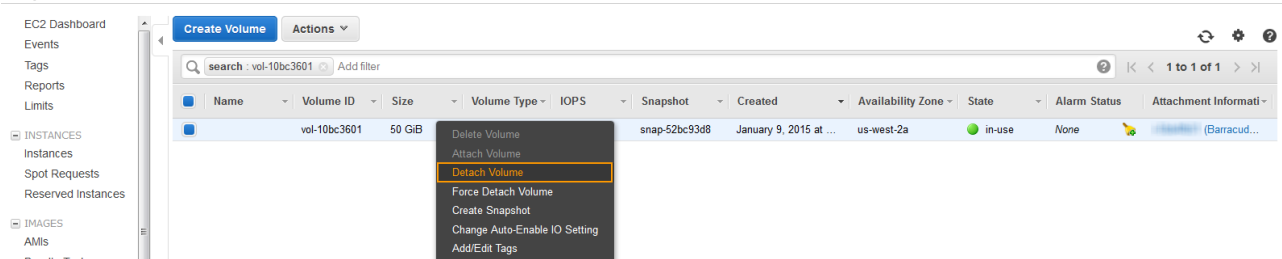 EC2 Dashboard
Events
Tags
Reports
Limits
INSTANCES
Instances
Spot Requests
Reserved Instances
IMAGES
AMIs
Create Volume Actions
search : vol-10bc3601 Add filter 1 to 1 of 1
Name Volume ID Size Volume Type IOPS Snapshot Created Availability Zone State Alarm Status Attachment Informati
vol-10bc3601 50 GiB snap-52bc93d8 January 9, 2015 at ... us-west-2a in-use None (Barracud...
Delete Volume
Attach Volume
Detach Volume
Force Detach Volume
Create Snapshot
Change Auto-Enable IO Setting
Add/Edit Tags